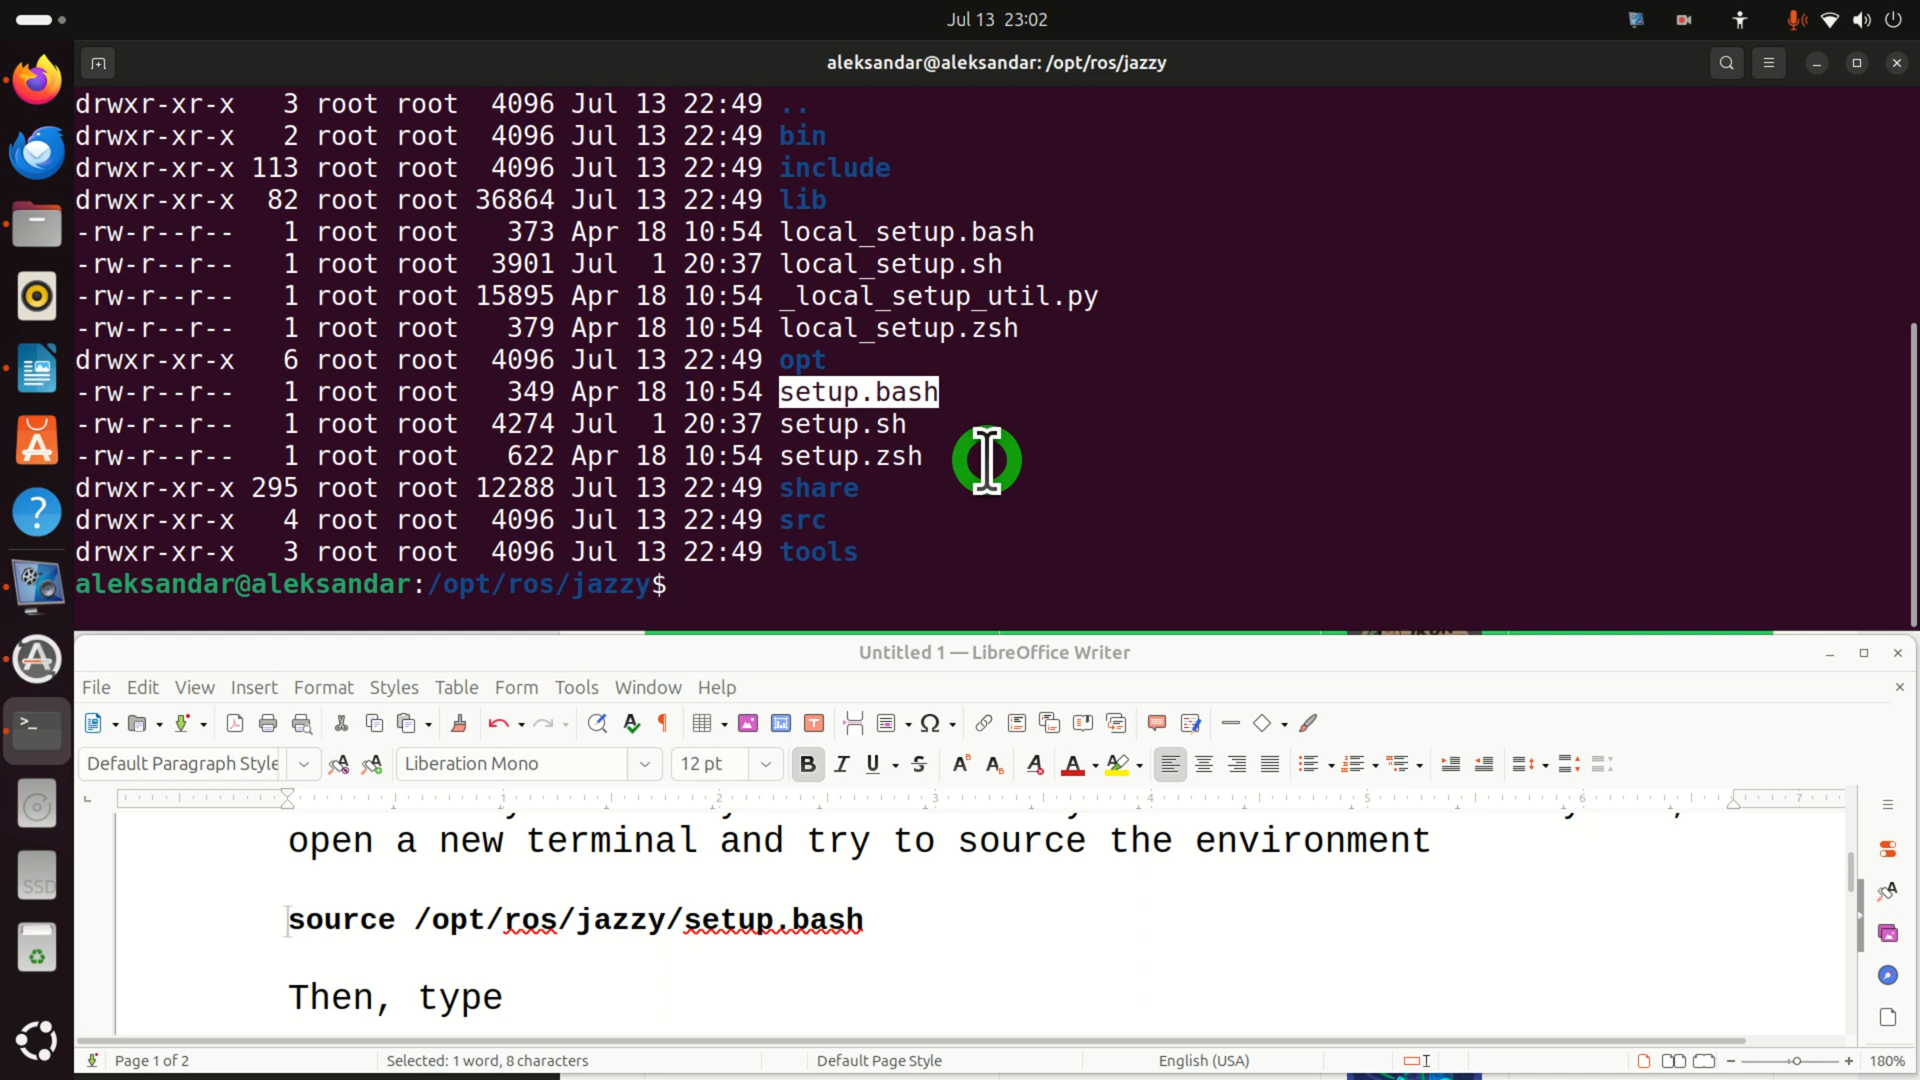 Jul 13 23:02
aleksandar@aleksandar: /opt/ros/jazzy
drwxr-xr-x 3 root root 4096 Jul 13 22:49 ..
drwxr-xr-x 2 root root 4096 Jul 13 22:49 bin
drwxr-xr-x 113 root root 4096 Jul 13 22:49 include
drwxr-xr-x 82 root root 36864 Jul 13 22:49 lib
-rw-r--r-- 1 root root 373 Apr 18 10:54 local_setup.bash
-rw-r--r-- 1 root root 3901 Jul 1 20:37 local_setup.sh
-rw-r--r-- 1 root root 15895 Apr 18 10:54 _local_setup_util.py
-rw-r--r-- 1 root root 379 Apr 18 10:54 local_setup.zsh
drwxr-xr-x 6 root root 4096 Jul 13 22:49 opt
-rw-r--r-- 1 root root 349 Apr 18 10:54 setup.bash
-rw-r--r-- 1 root root 4274 Jul 1 20:37 setup.sh
-rw-r--r-- 1 root root 622 Apr 18 10:54 setup.zsh
drwxr-xr-x 295 root root 12288 Jul 13 22:49 share
drwxr-xr-x 4 root root 4096 Jul 13 22:49 src
drwxr-xr-x 3 root root 4096 Jul 13 22:49 tools
aleksandar@aleksandar:/opt/ros/jazzy$
Untitled 1 — LibreOffice Writer
File Edit View Insert Format Styles Table Form Tools Window Help
Default Paragraph Style Liberation Mono 12 pt
1 2 3 4 5 6 7
open a new terminal and try to source the environment
source /opt/ros/jazzy/setup.bash
Then, type
SSD
Page 1 of 2 Selected: 1 word, 8 characters Default Page Style English (USA) 180%